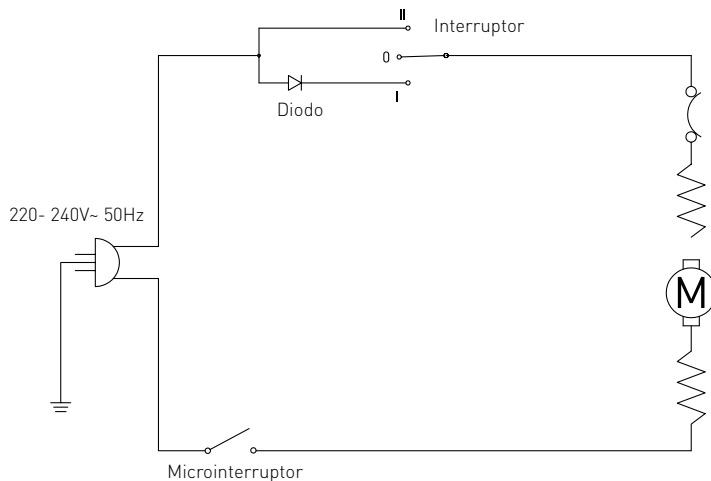 II
Interruptor
0
I
Diodo
220- 240V~ 50Hz
M
Microinterruptor